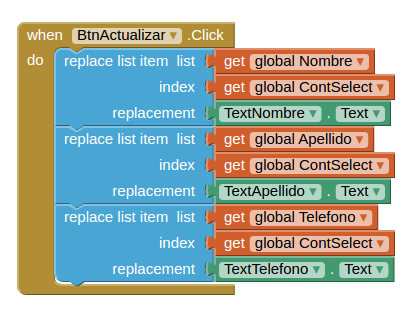 when BtnActualizar .Click
do replace list item list get global Nombre
index get global ContSelect
replacement TextNombre . Text
replace list item list get global Apellido
index get global ContSelect
replacement TextApellido . Text
replace list item list get global Telefono
index get global ContSelect
replacement TextTelefono . Text